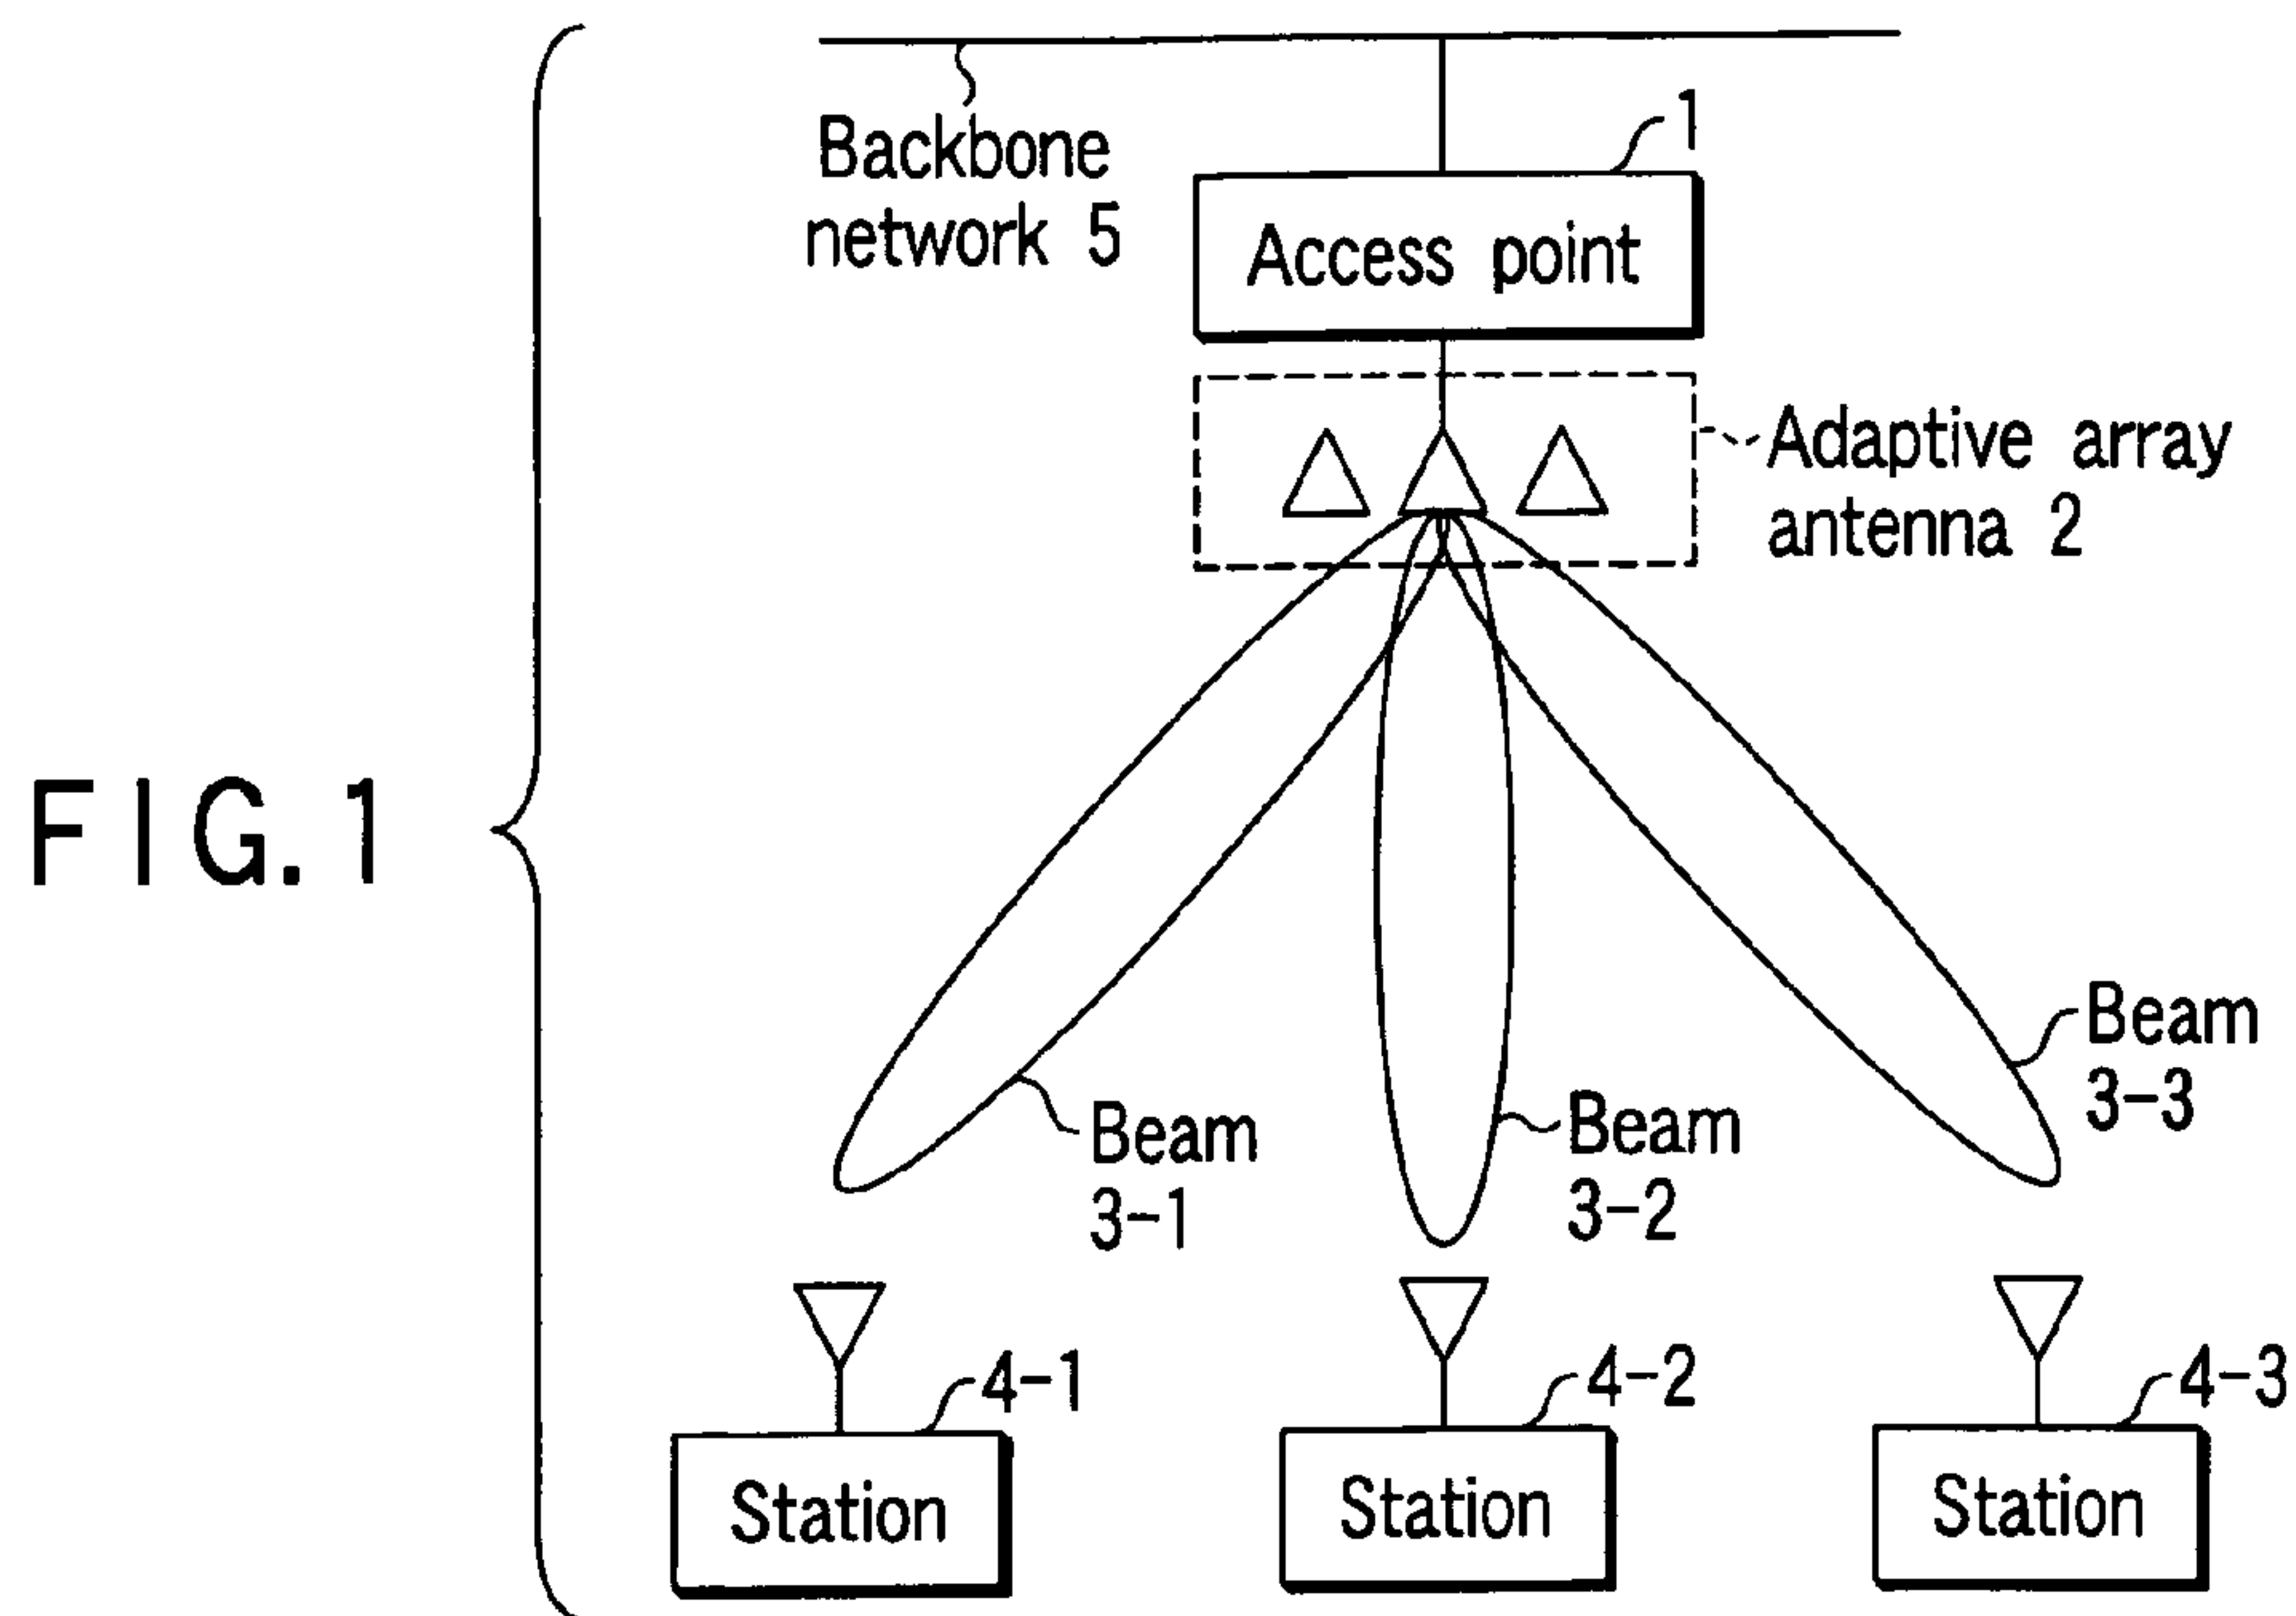 FIG.1
Backbone
network 5
1
Access point
Adaptive array
antenna 2
Beam
3-1
Beam
3-2
Beam
3-3
4-1
Station
4-2
Station
4-3
Station